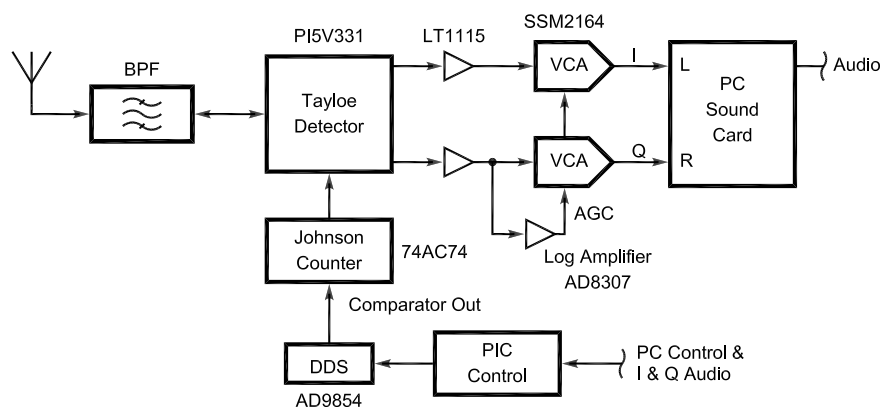 PI5V331
LT1115
SSM2164
BPF
Tayloe
Detector
VCA
I
L
PC
Sound
Card
Audio
VCA
Q
R
AGC
Johnson
Counter
74AC74
Log Amplifier
AD8307
Comparator Out
DDS
AD9854
PIC
Control
PC Control &
I & Q Audio